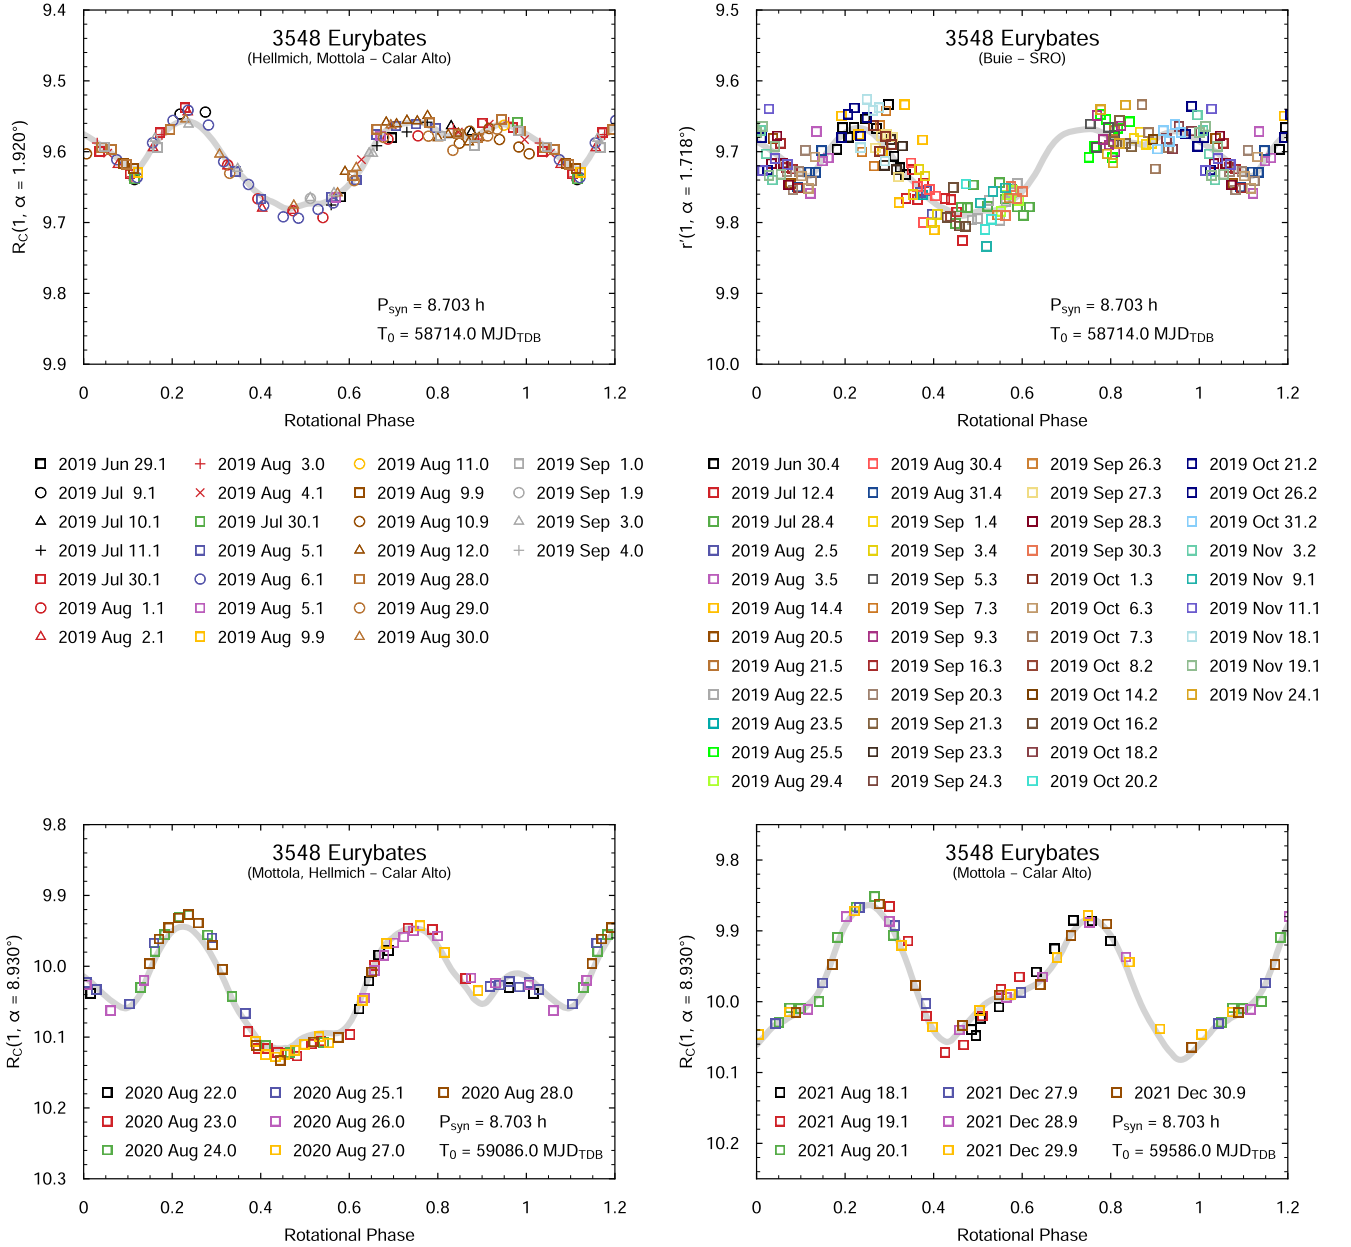 3548 Eurybates
(Hellmich, Mottola – Calar Alto)
9.4
9.5
9.6
9.7
9.8
9.9
R_C(1, α = 1.920°)
P_syn = 8.703 h
T_0 = 58714.0 MJD_TDB
0 0.2 0.4 0.6 0.8 1 1.2
Rotational Phase
2019 Jun 29.1
2019 Jul 9.1
2019 Jul 10.1
2019 Jul 11.1
2019 Jul 30.1
2019 Aug 1.1
2019 Aug 2.1
2019 Aug 3.0
2019 Aug 4.1
2019 Jul 30.1
2019 Aug 5.1
2019 Aug 6.1
2019 Aug 5.1
2019 Aug 9.9
2019 Aug 11.0
2019 Aug 9.9
2019 Aug 10.9
2019 Aug 12.0
2019 Aug 28.0
2019 Aug 29.0
2019 Aug 30.0
2019 Sep 1.0
2019 Sep 1.9
2019 Sep 3.0
2019 Sep 4.0
3548 Eurybates
(Buie – SRO)
9.5
9.6
9.7
9.8
9.9
10.0
r'(1, α = 1.718°)
P_syn = 8.703 h
T_0 = 58714.0 MJD_TDB
0 0.2 0.4 0.6 0.8 1 1.2
Rotational Phase
2019 Jun 30.4
2019 Jul 12.4
2019 Jul 28.4
2019 Aug 2.5
2019 Aug 3.5
2019 Aug 14.4
2019 Aug 20.5
2019 Aug 21.5
2019 Aug 22.5
2019 Aug 23.5
2019 Aug 25.5
2019 Aug 29.4
2019 Aug 30.4
2019 Aug 31.4
2019 Sep 1.4
2019 Sep 3.4
2019 Sep 5.3
2019 Sep 7.3
2019 Sep 9.3
2019 Sep 16.3
2019 Sep 20.3
2019 Sep 21.3
2019 Sep 23.3
2019 Sep 24.3
2019 Sep 26.3
2019 Sep 27.3
2019 Sep 28.3
2019 Sep 30.3
2019 Oct 1.3
2019 Oct 6.3
2019 Oct 7.3
2019 Oct 8.2
2019 Oct 14.2
2019 Oct 16.2
2019 Oct 18.2
2019 Oct 20.2
2019 Oct 21.2
2019 Oct 26.2
2019 Oct 31.2
2019 Nov 3.2
2019 Nov 9.1
2019 Nov 11.1
2019 Nov 18.1
2019 Nov 19.1
2019 Nov 24.1
3548 Eurybates
(Mottola, Hellmich – Calar Alto)
9.8
9.9
10.0
10.1
10.2
10.3
R_C(1, α = 8.930°)
2020 Aug 22.0
2020 Aug 23.0
2020 Aug 24.0
2020 Aug 25.1
2020 Aug 26.0
2020 Aug 27.0
2020 Aug 28.0
P_syn = 8.703 h
T_0 = 59086.0 MJD_TDB
0 0.2 0.4 0.6 0.8 1 1.2
Rotational Phase
3548 Eurybates
(Mottola – Calar Alto)
9.8
9.9
10.0
10.1
10.2
R_C(1, α = 8.930°)
2021 Aug 18.1
2021 Aug 19.1
2021 Aug 20.1
2021 Dec 27.9
2021 Dec 28.9
2021 Dec 29.9
2021 Dec 30.9
P_syn = 8.703 h
T_0 = 59586.0 MJD_TDB
0 0.2 0.4 0.6 0.8 1 1.2
Rotational Phase